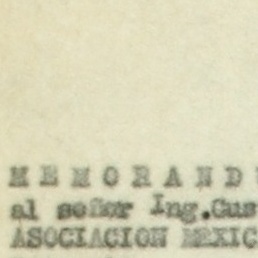 MEMORAND
al señor Ing.Gus
ASOCIACION MEXIC